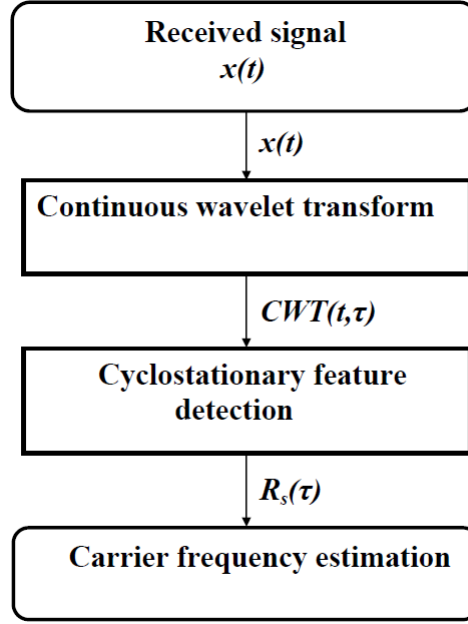 Received signal
x(t)
x(t)
Continuous wavelet transform
CWT(t,τ)
Cyclostationary feature
detection
Rₛ(τ)
Carrier frequency estimation